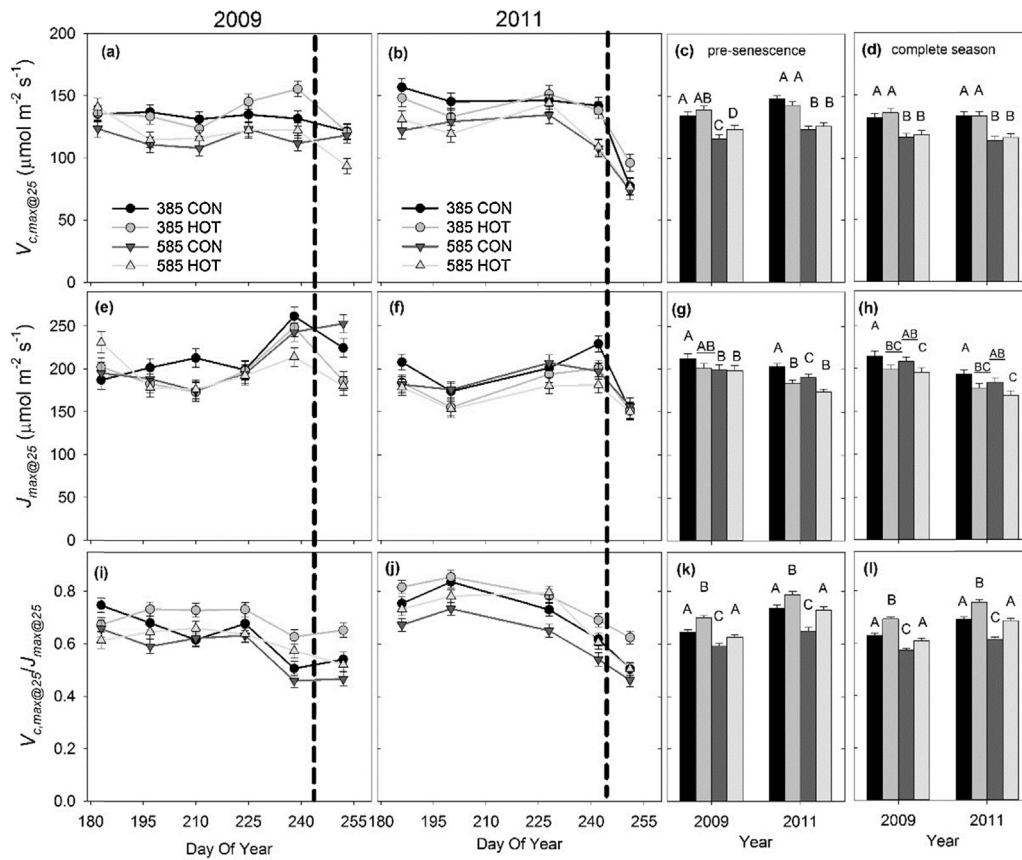 2009 2011
(a) (b) (c) pre-senescence (d) complete season
V c,max@25 (μmol m-2 s-1)
200
150
100
50
0
385 CON 385 CON
385 HOT 385 HOT
585 CON 585 CON
585 HOT 585 HOT
A AB C D A A B B
A A B B A A B B
(e) (f) (g) (h)
J max@25 (μmol m-2 s-1)
250
200
150
100
50
0
A AB B B A B C B
A BC AB C A BC AB C
(i) (j) (k) (l)
V c,max@25/J max@25
0.8
0.6
0.4
0.2
0.0
A B C A A B C A
A B C A A B C A
180 195 210 225 240 255 180 195 210 225 240 255 2009 2011 2009 2011
Day Of Year Day Of Year Year Year